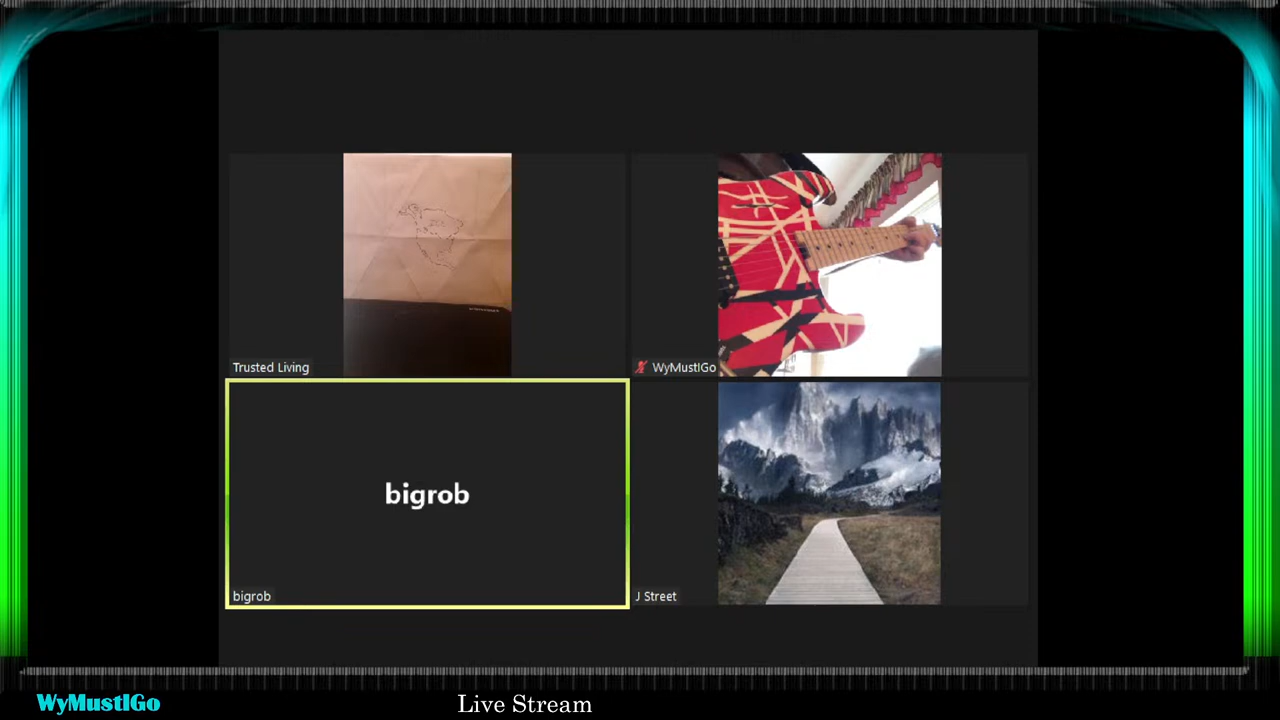 Trusted Living
WyMustIGo
bigrob
bigrob
J Street
WyMustIGo
Live Stream